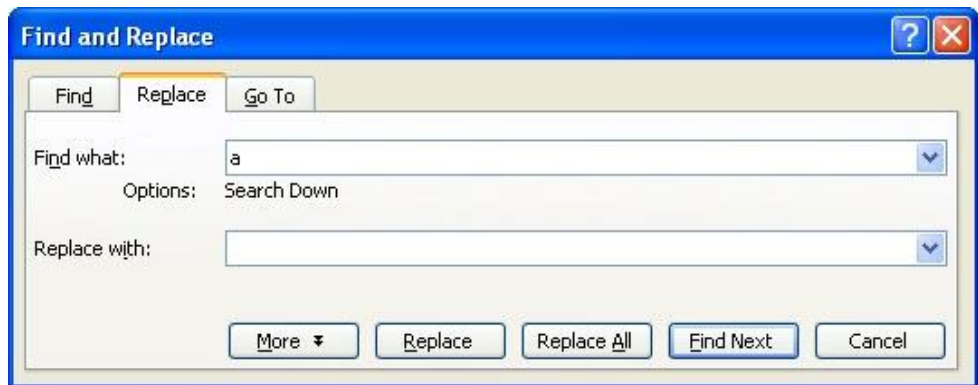 Find and Replace ?
Find Replace Go To
Find what: a
Options: Search Down
Replace with:
More Replace Replace All Find Next Cancel